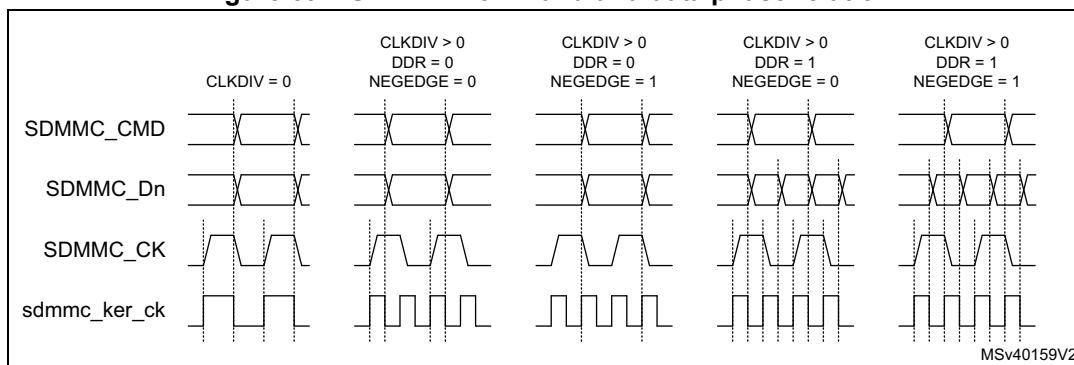 CLKDIV = 0
CLKDIV > 0
DDR = 0
NEGEDGE = 0
CLKDIV > 0
DDR = 0
NEGEDGE = 1
CLKDIV > 0
DDR = 1
NEGEDGE = 0
CLKDIV > 0
DDR = 1
NEGEDGE = 1
SDMMC_CMD
SDMMC_Dn
SDMMC_CK
sdmmc_ker_ck
MSv40159V2